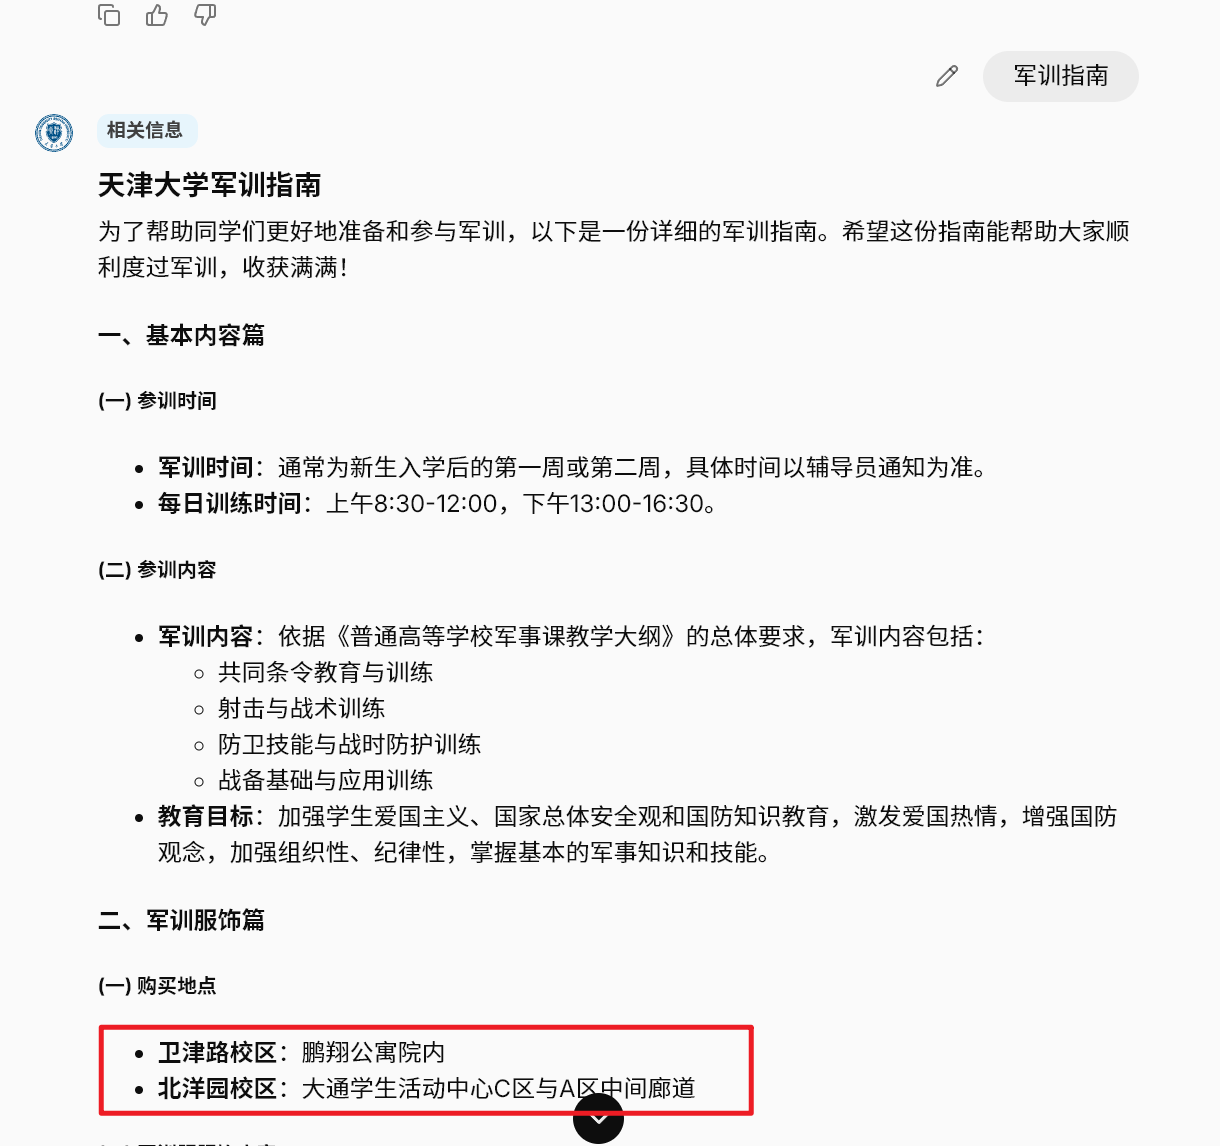 军训指南
相关信息
天津大学军训指南
为了帮助同学们更好地准备和参与军训，以下是一份详细的军训指南。希望这份指南能帮助大家顺
利度过军训，收获满满！
一、基本内容篇
(一) 参训时间
军训时间：通常为新生入学后的第一周或第二周，具体时间以辅导员通知为准。
每日训练时间：上午8:30-12:00，下午13:00-16:30。
(二) 参训内容
军训内容：依据《普通高等学校军事课教学大纲》的总体要求，军训内容包括：
共同条令教育与训练
射击与战术训练
防卫技能与战时防护训练
战备基础与应用训练
教育目标：加强学生爱国主义、国家总体安全观和国防知识教育，激发爱国热情，增强国防
观念，加强组织性、纪律性，掌握基本的军事知识和技能。
二、军训服饰篇
(一) 购买地点
卫津路校区：鹏翔公寓院内
北洋园校区：大通学生活动中心C区与A区中间廊道